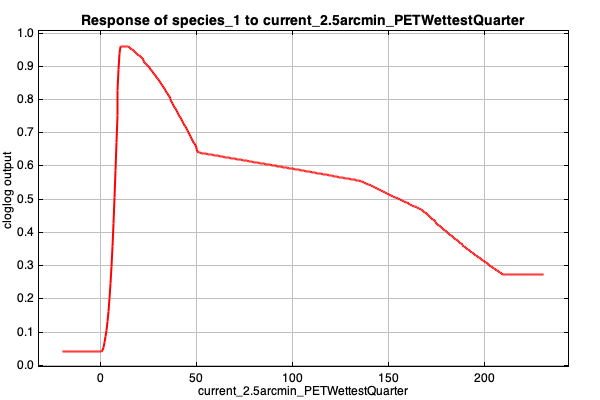 Response of species_1 to current_2.5arcmin_PETWettestQuarter
1.0
0.9
0.8
0.7
0.6
0.5
0.4
0.3
0.2
0.1
0.0
cloglog output
0 50 100 150 200
current_2.5arcmin_PETWettestQuarter